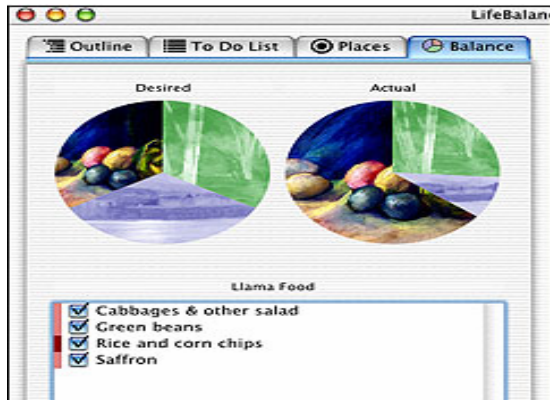 LifeBalanc
Outline To Do List Places Balance
Desired Actual
Llama Food
Cabbages & other salad
Green beans
Rice and corn chips
Saffron